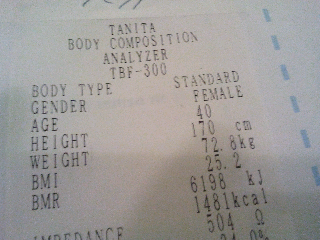 TANITA
BODY COMPOSITION
ANALYZER
TBF-300
BODY TYPE STANDARD
GENDER FEMALE
AGE 40
HEIGHT 170 cm
WEIGHT 72.8kg
BMI 25.2
BMR 6198 kJ
1481kcal
IMPEDANCE 504 Ω